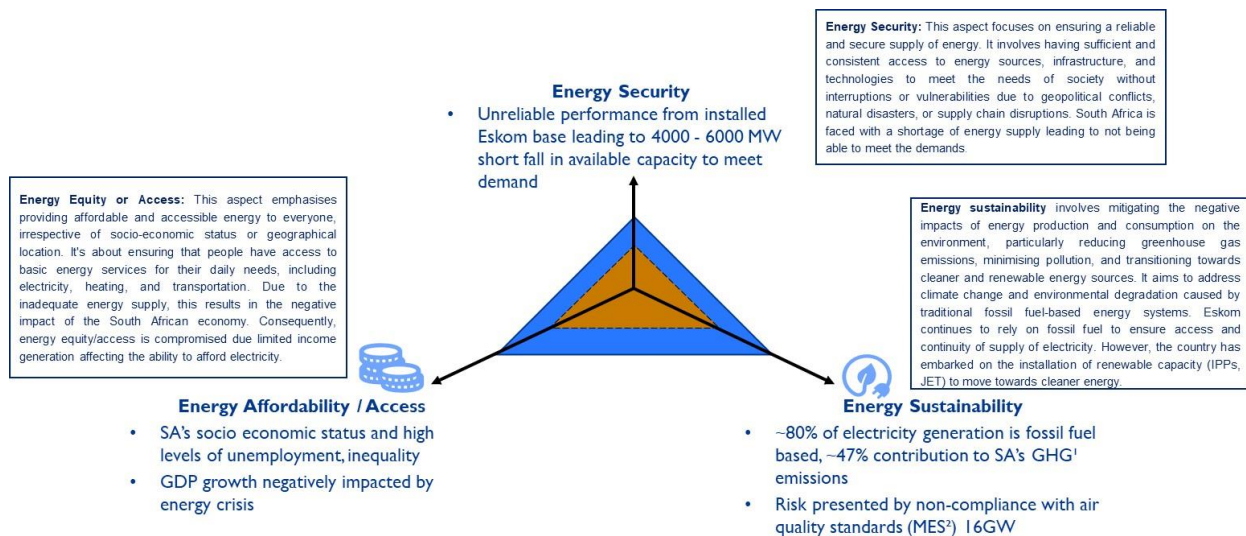 Energy Security: This aspect focuses on ensuring a reliable
and secure supply of energy. It involves having sufficient and
consistent access to energy sources, infrastructure, and
technologies to meet the needs of society without
interruptions or vulnerabilities due to geopolitical conflicts,
natural disasters, or supply chain disruptions. South Africa is
faced with a shortage of energy supply leading to not being
able to meet the demands.
Energy Security
• Unreliable performance from installed
Eskom base leading to 4000 - 6000 MW
short fall in available capacity to meet
demand
Energy Equity or Access: This aspect emphasises
providing affordable and accessible energy to everyone,
irrespective of socio-economic status or geographical
location. It's about ensuring that people have access to
basic energy services for their daily needs, including
electricity, heating, and transportation. Due to the
inadequate energy supply, this results in the negative
impact of the South African economy. Consequently,
energy equity/access is compromised due limited income
generation affecting the ability to afford electricity.
Energy sustainability involves mitigating the negative
impacts of energy production and consumption on the
environment, particularly reducing greenhouse gas
emissions, minimising pollution, and transitioning towards
cleaner and renewable energy sources. It aims to address
climate change and environmental degradation caused by
traditional fossil fuel-based energy systems. Eskom
continues to rely on fossil fuel to ensure access and
continuity of supply of electricity. However, the country has
embarked on the installation of renewable capacity (IPPs,
JET) to move towards cleaner energy.
Energy Affordability / Access
• SA's socio economic status and high
levels of unemployment, inequality
• GDP growth negatively impacted by
energy crisis
Energy Sustainability
• ~80% of electricity generation is fossil fuel
based, ~47% contribution to SA's GHG¹
emissions
• Risk presented by non-compliance with air
quality standards (MES²) 16GW